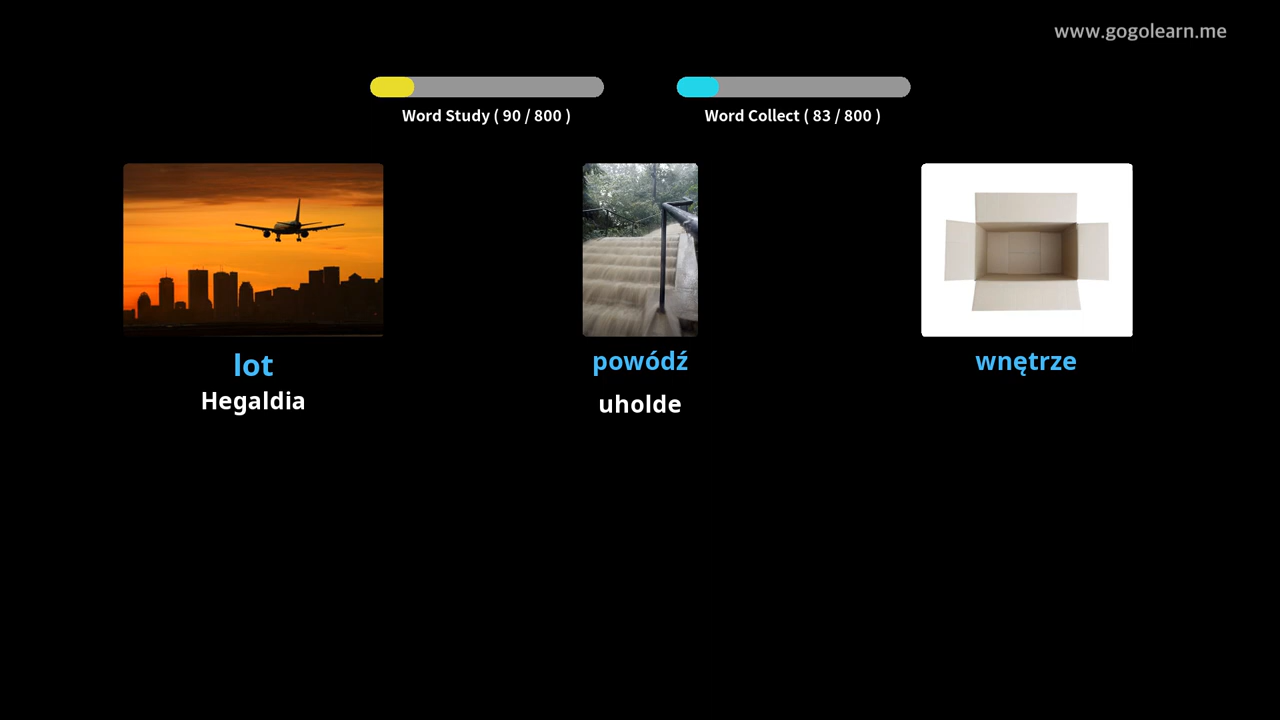 www.gogolearn.me
Word Study ( 90 / 800 )
Word Collect ( 83 / 800 )
lot
Hegaldia
powódź
uholde
wnętrze